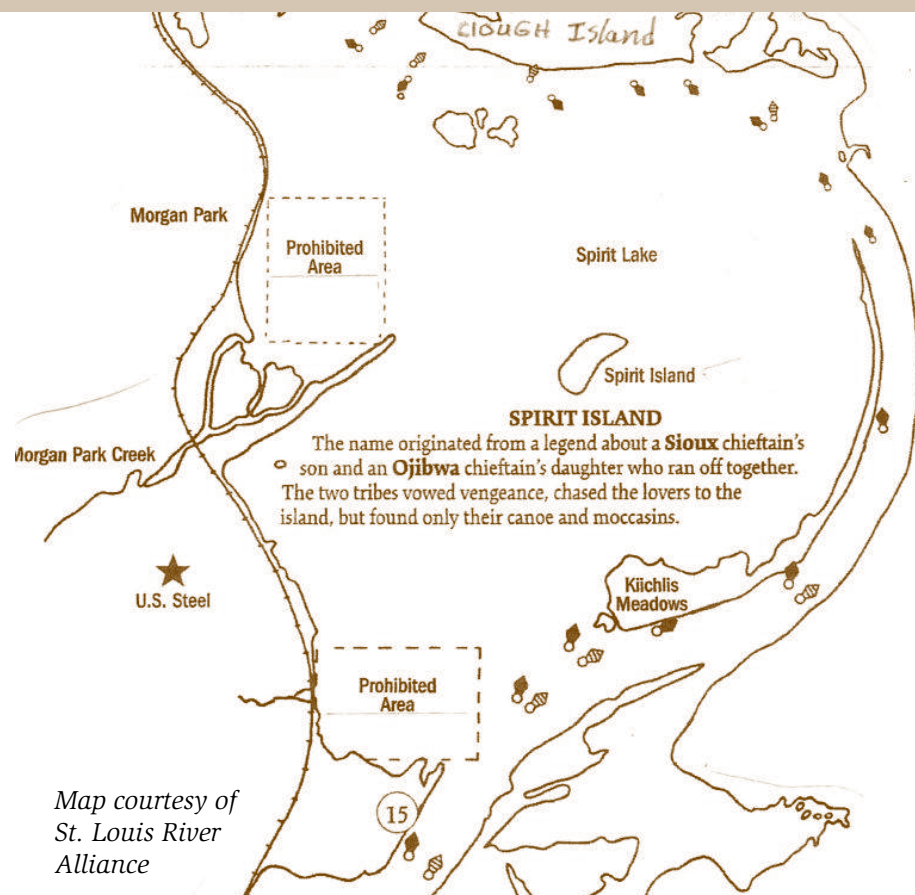 CLOUGH Island
Morgan Park
Prohibited
Area
Spirit Lake
Spirit Island
SPIRIT ISLAND
The name originated from a legend about a Sioux chieftain's
son and an Ojibwa chieftain's daughter who ran off together.
The two tribes vowed vengeance, chased the lovers to the
island, but found only their canoe and moccasins.
Morgan Park Creek
U.S. Steel
Kiichlis
Meadows
Prohibited
Area
15
Map courtesy of
St. Louis River
Alliance